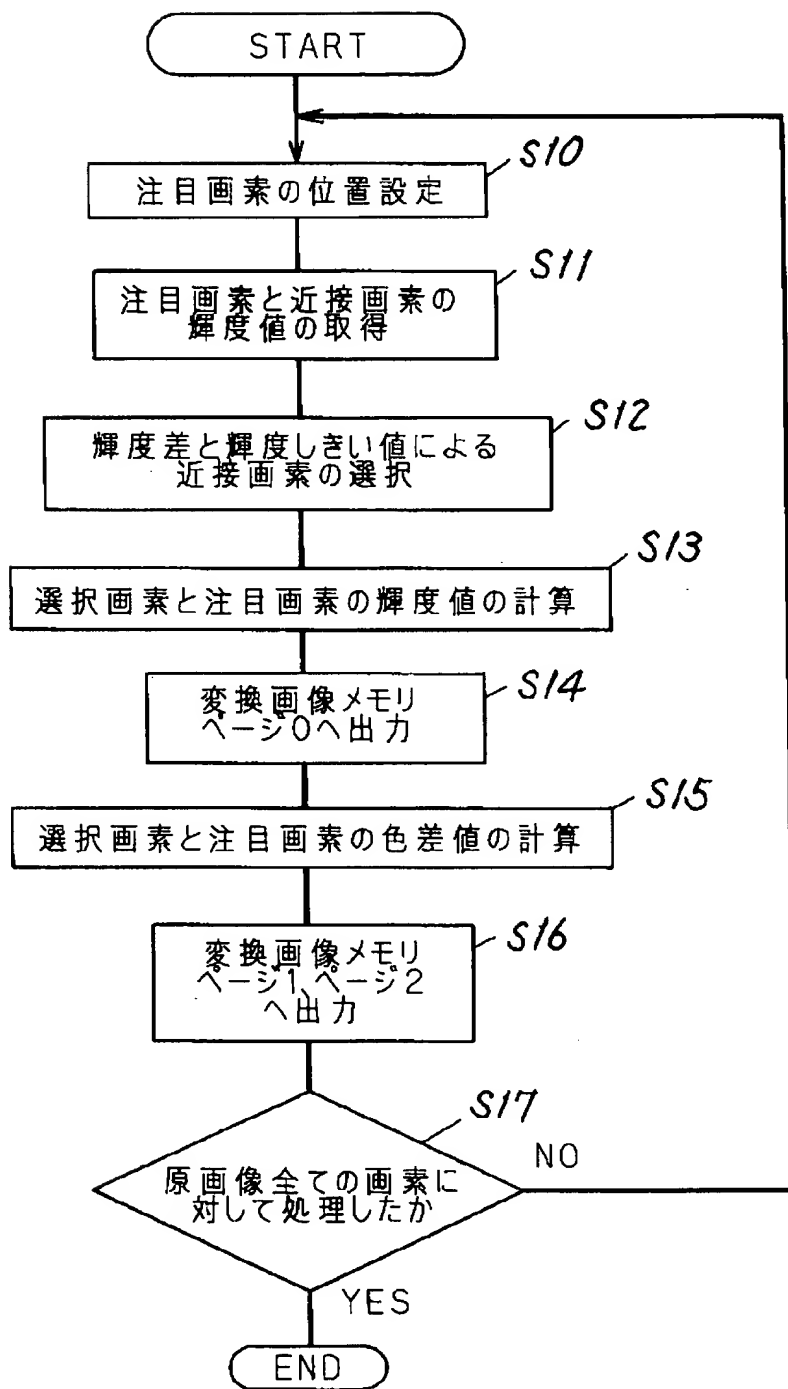 START
S10
注目画素の位置設定
S11
注目画素と近接画素の
輝度値の取得
S12
輝度差と輝度しきい値による
近接画素の選択
S13
選択画素と注目画素の輝度値の計算
S14
変換画像メモリ
ページ0へ出力
S15
選択画素と注目画素の色差値の計算
S16
変換画像メモリ
ページ1、ページ2
へ出力
S17
原画像全ての画素に
対して処理したか
NO
YES
END